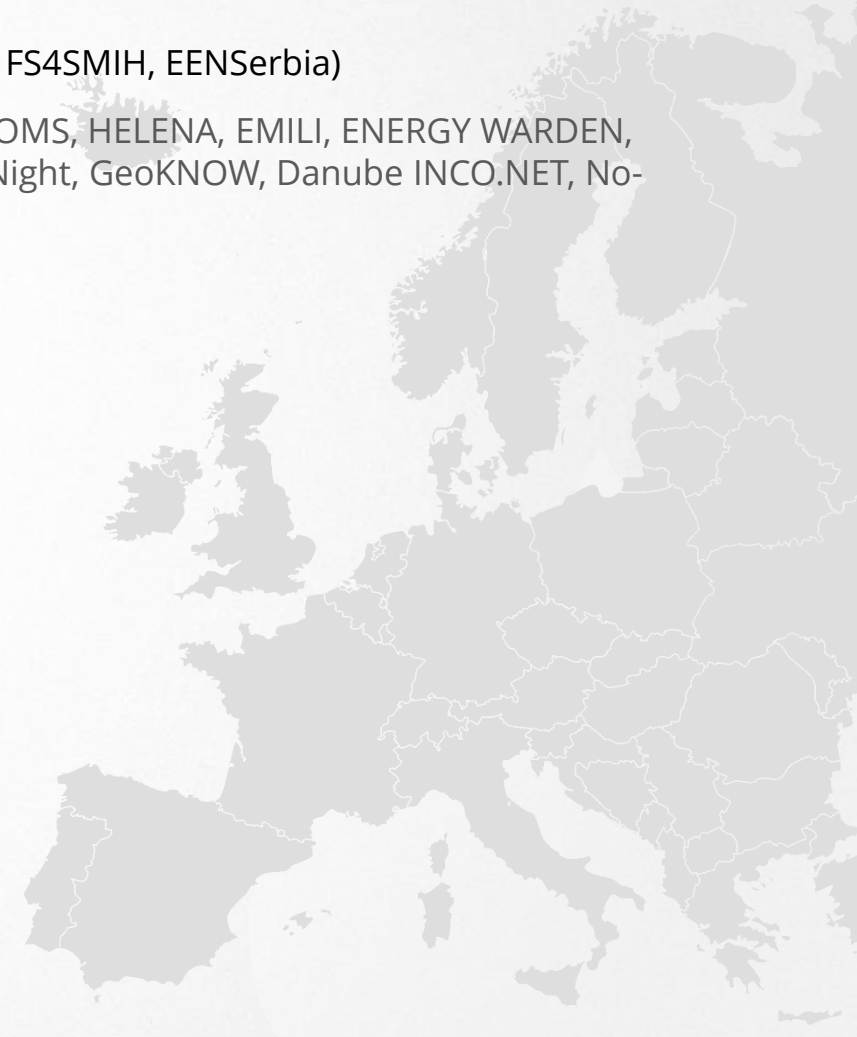 FS4SMIH, EENSerbia)
OMS, HELENA, EMILI, ENERGY WARDEN,
Night, GeoKNOW, Danube INCO.NET, No-